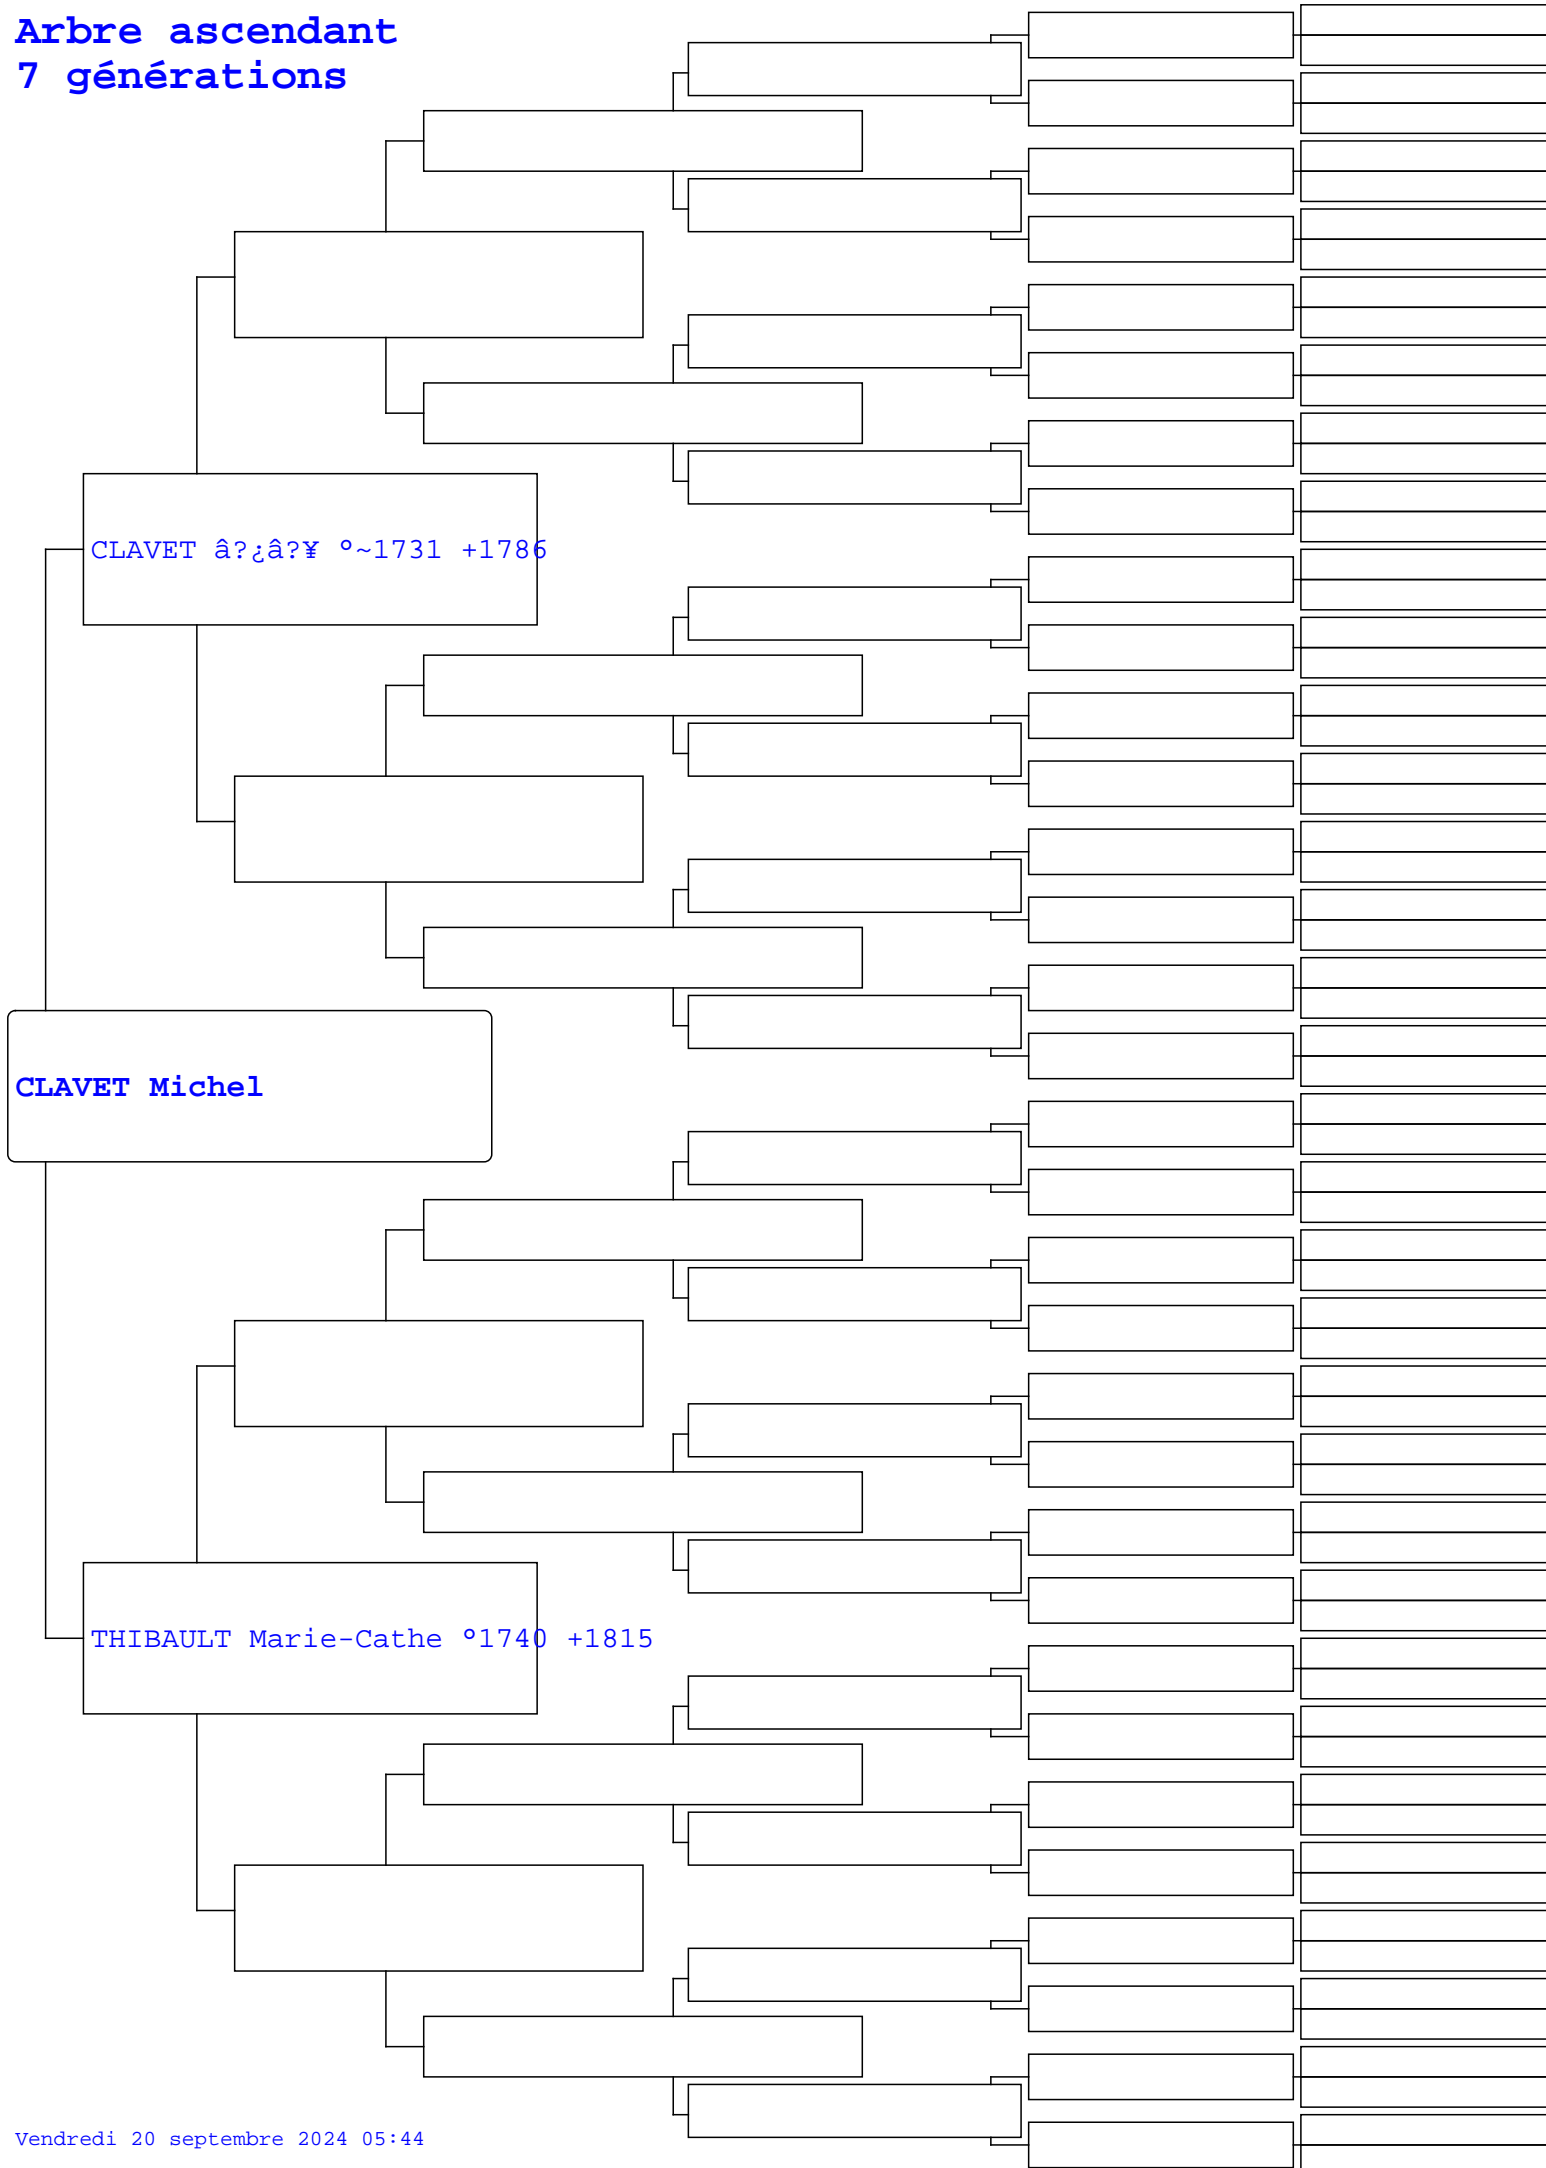 Arbre ascendant
7 générations
CLAVET â?¿â?¥ °~1731 +1786
CLAVET Michel
THIBAULT Marie-Cathe °1740 +1815
Vendredi 20 septembre 2024 05:44